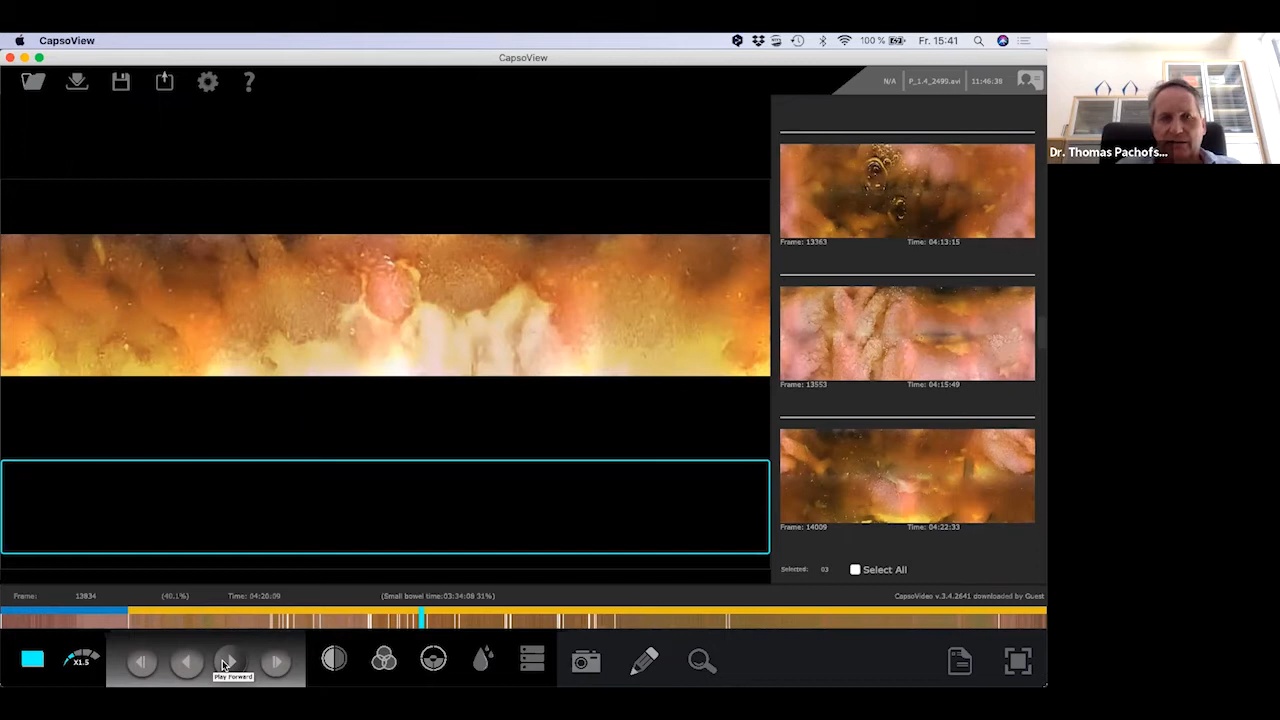 CapsoView
100 %
Fr. 15:41
CapsoView
N/A
P_1.4_2499.avi
11:46:38
Dr. Thomas Pachofs...
Frame: 13363
Time: 04:13:15
Frame: 13553
Time: 04:15:49
Frame: 14009
Time: 04:22:33
Selected: 03
Select All
Frame: 13834
(40.1%)
Time: 04:20:09
(Small bowel time:03:34:08 31%)
CapsoVideo v.3.4.2641 downloaded by Quest
X1.5
Play Forward